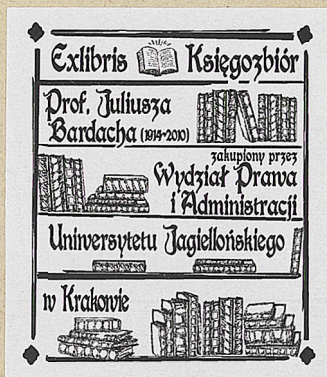 Exlibris Księgozbiór
Prof. Juliusza
Bardacha (1914-2010)
zakupiony przez
Wydział Prawa
i Administracji
Uniwersytetu Jagiellońskiego
w Krakowie